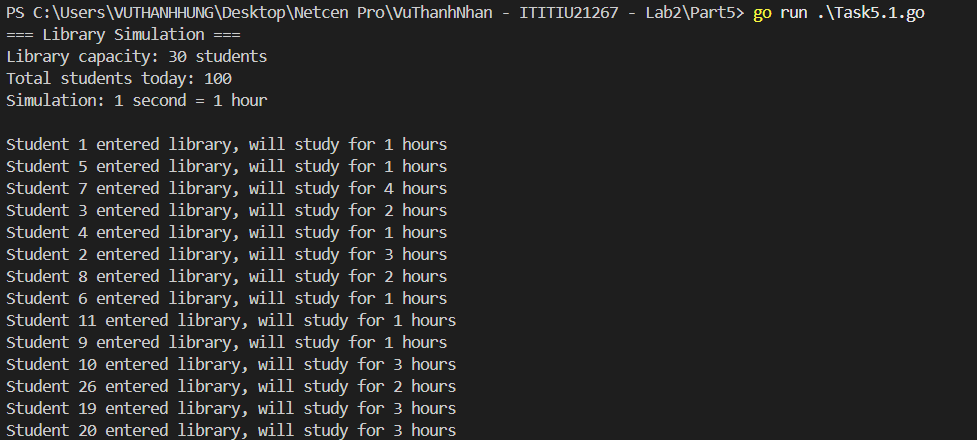 PS C:\Users\VUTHANHHUNG\Desktop\Netcen Pro\VuThanhNhan - ITITIU21267 - Lab2\Part5> go run .\Task5.1.go
=== Library Simulation ===
Library capacity: 30 students
Total students today: 100
Simulation: 1 second = 1 hour
Student 1 entered library, will study for 1 hours
Student 5 entered library, will study for 1 hours
Student 7 entered library, will study for 4 hours
Student 3 entered library, will study for 2 hours
Student 4 entered library, will study for 1 hours
Student 2 entered library, will study for 3 hours
Student 8 entered library, will study for 2 hours
Student 6 entered library, will study for 1 hours
Student 11 entered library, will study for 1 hours
Student 9 entered library, will study for 1 hours
Student 10 entered library, will study for 3 hours
Student 26 entered library, will study for 2 hours
Student 19 entered library, will study for 3 hours
Student 20 entered library, will study for 3 hours